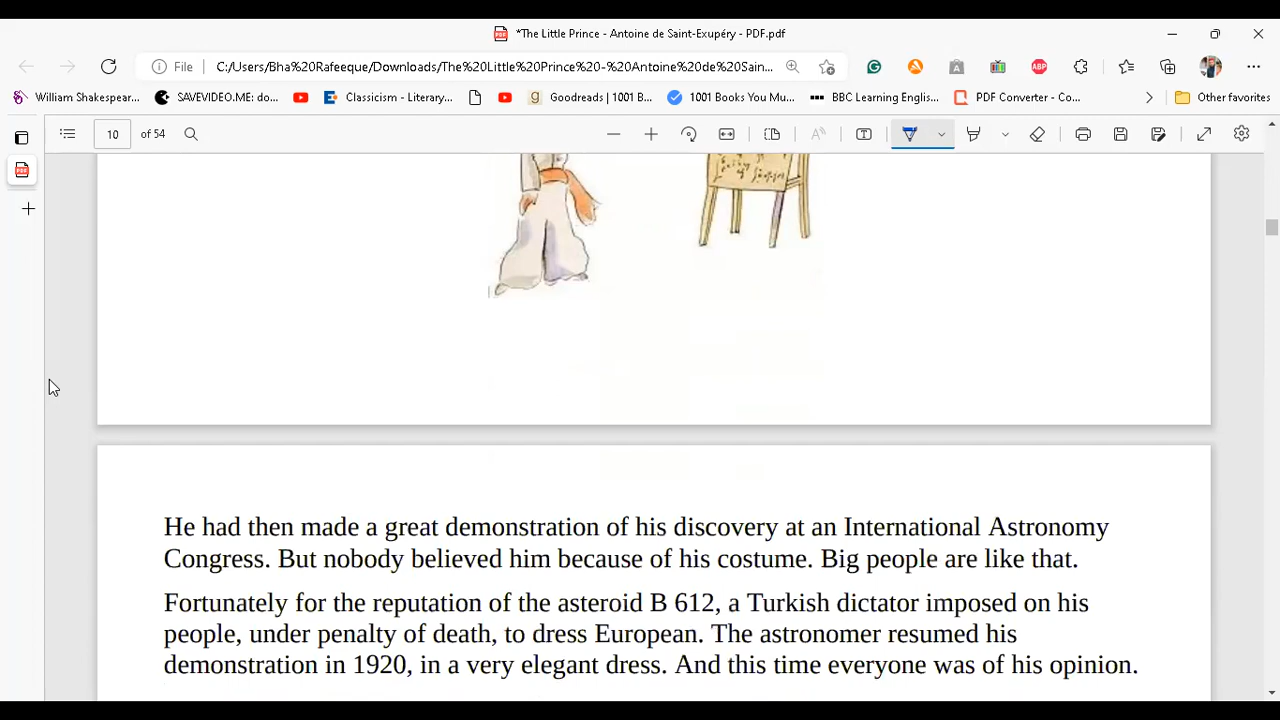 *The Little Prince - Antoine de Saint-Exupéry - PDF.pdf
File C:/Users/Bha%20Rafeeque/Downloads/The%20Little%20Prince%20-%20Antoine%20de%20Sain...
William Shakespear... SAVEVIDEO.ME: do... Classicism - Literary... Goodreads | 1001 B... 1001 Books You Mu... BBC Learning Englis... PDF Converter - Co... Other favorites
10 of 54
He had then made a great demonstration of his discovery at an International Astronomy
Congress. But nobody believed him because of his costume. Big people are like that.
Fortunately for the reputation of the asteroid B 612, a Turkish dictator imposed on his
people, under penalty of death, to dress European. The astronomer resumed his
demonstration in 1920, in a very elegant dress. And this time everyone was of his opinion.